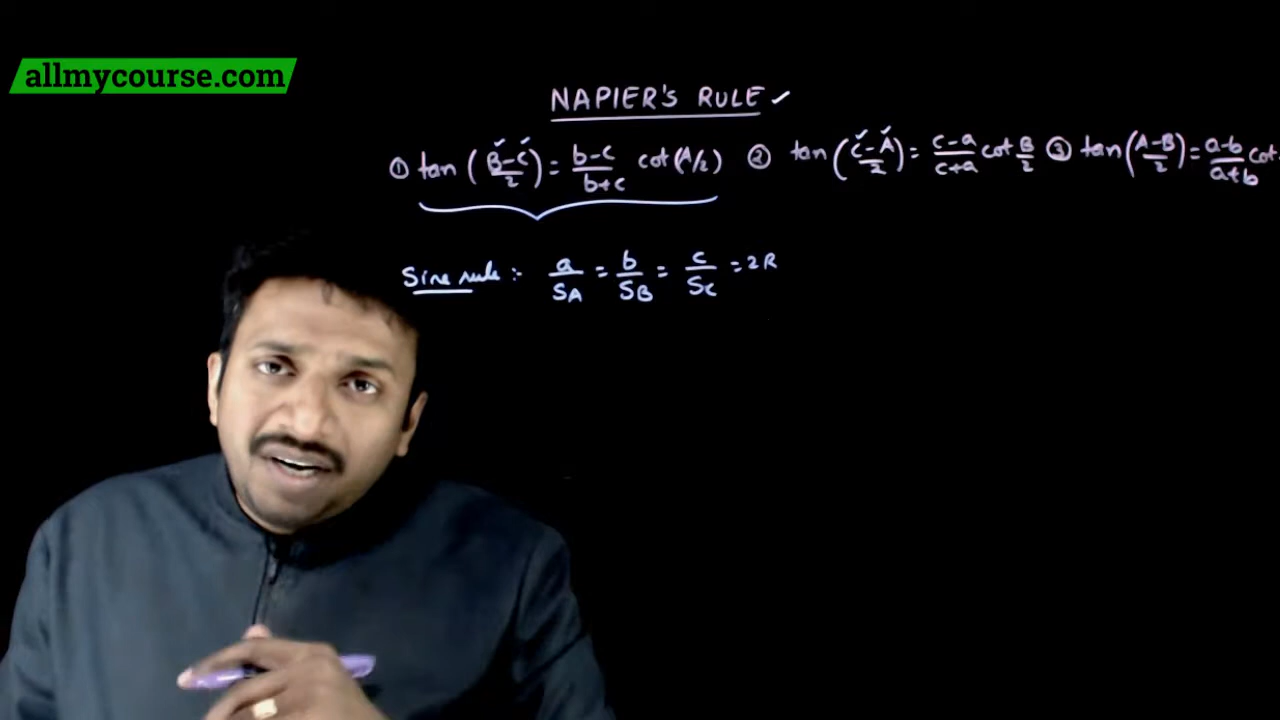 allmycourse.com
NAPIER'S RULE ✓
① tan (B-C/2) = b-c/b+c cot(A/2) ② tan (C-A/2) = c-a/c+a cot B/2 ③ tan (A-B/2) = a-b/a+b cot
Sine rule :- a/SA = b/SB = c/SC = 2R